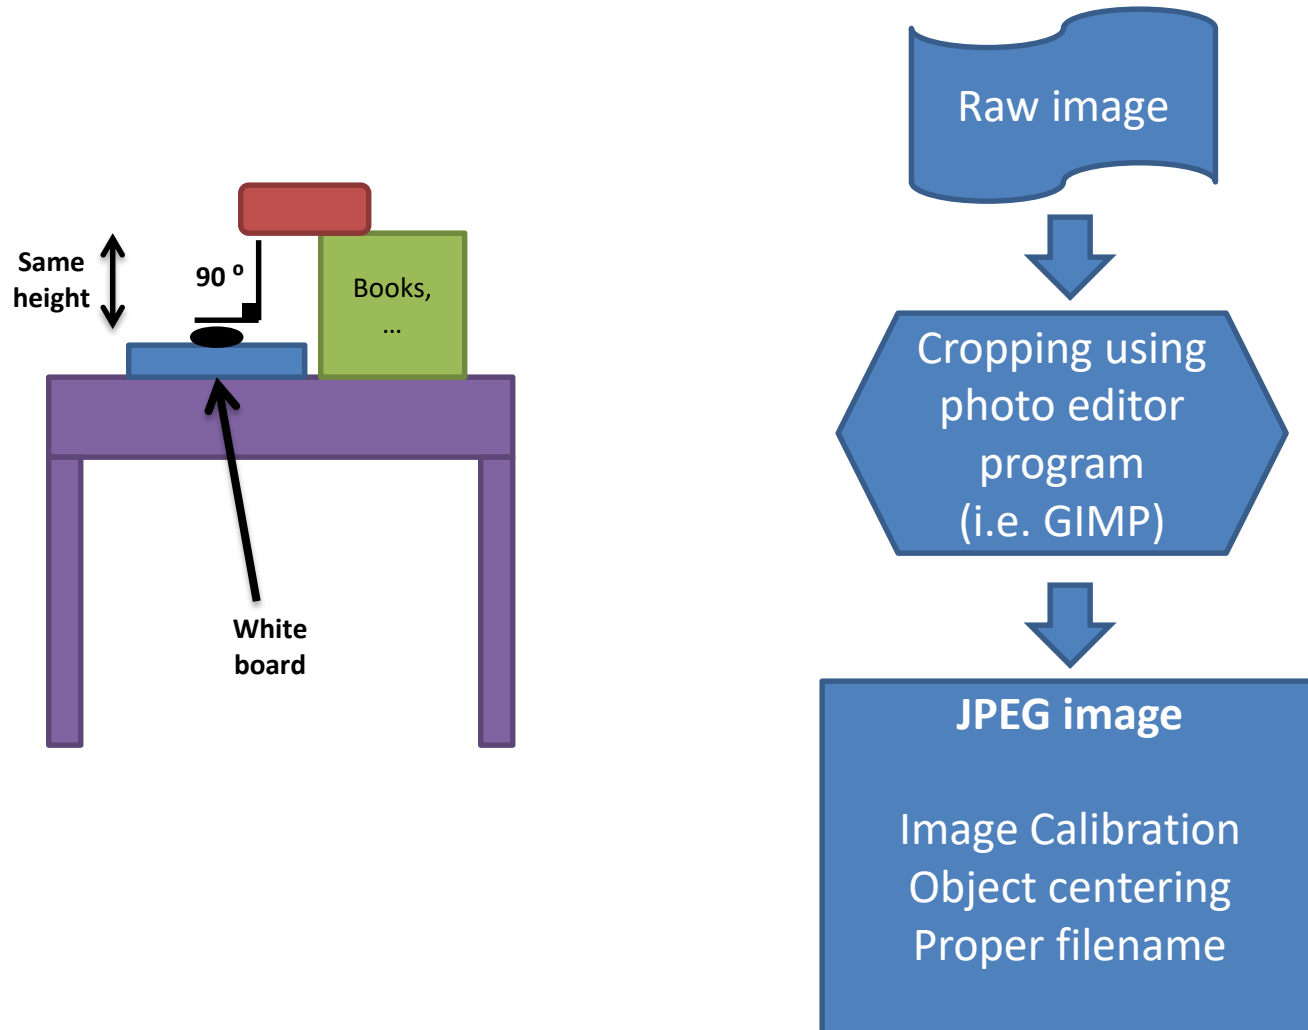 Same
height
90 º
Books,
...
White
board
Raw image
Cropping using
photo editor
program
(i.e. GIMP)
JPEG image
Image Calibration
Object centering
Proper filename